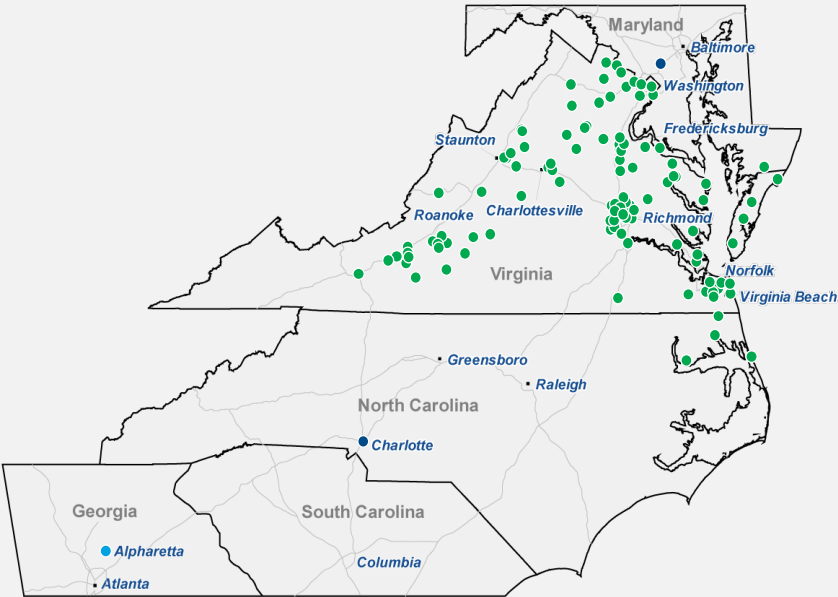 Maryland
Baltimore
Washington
Fredericksburg
Staunton
Charlottesville
Roanoke
Richmond
Virginia
Norfolk
Virginia Beach
Greensboro
Raleigh
North Carolina
Charlotte
Georgia
South Carolina
Alpharetta
Columbia
Atlanta